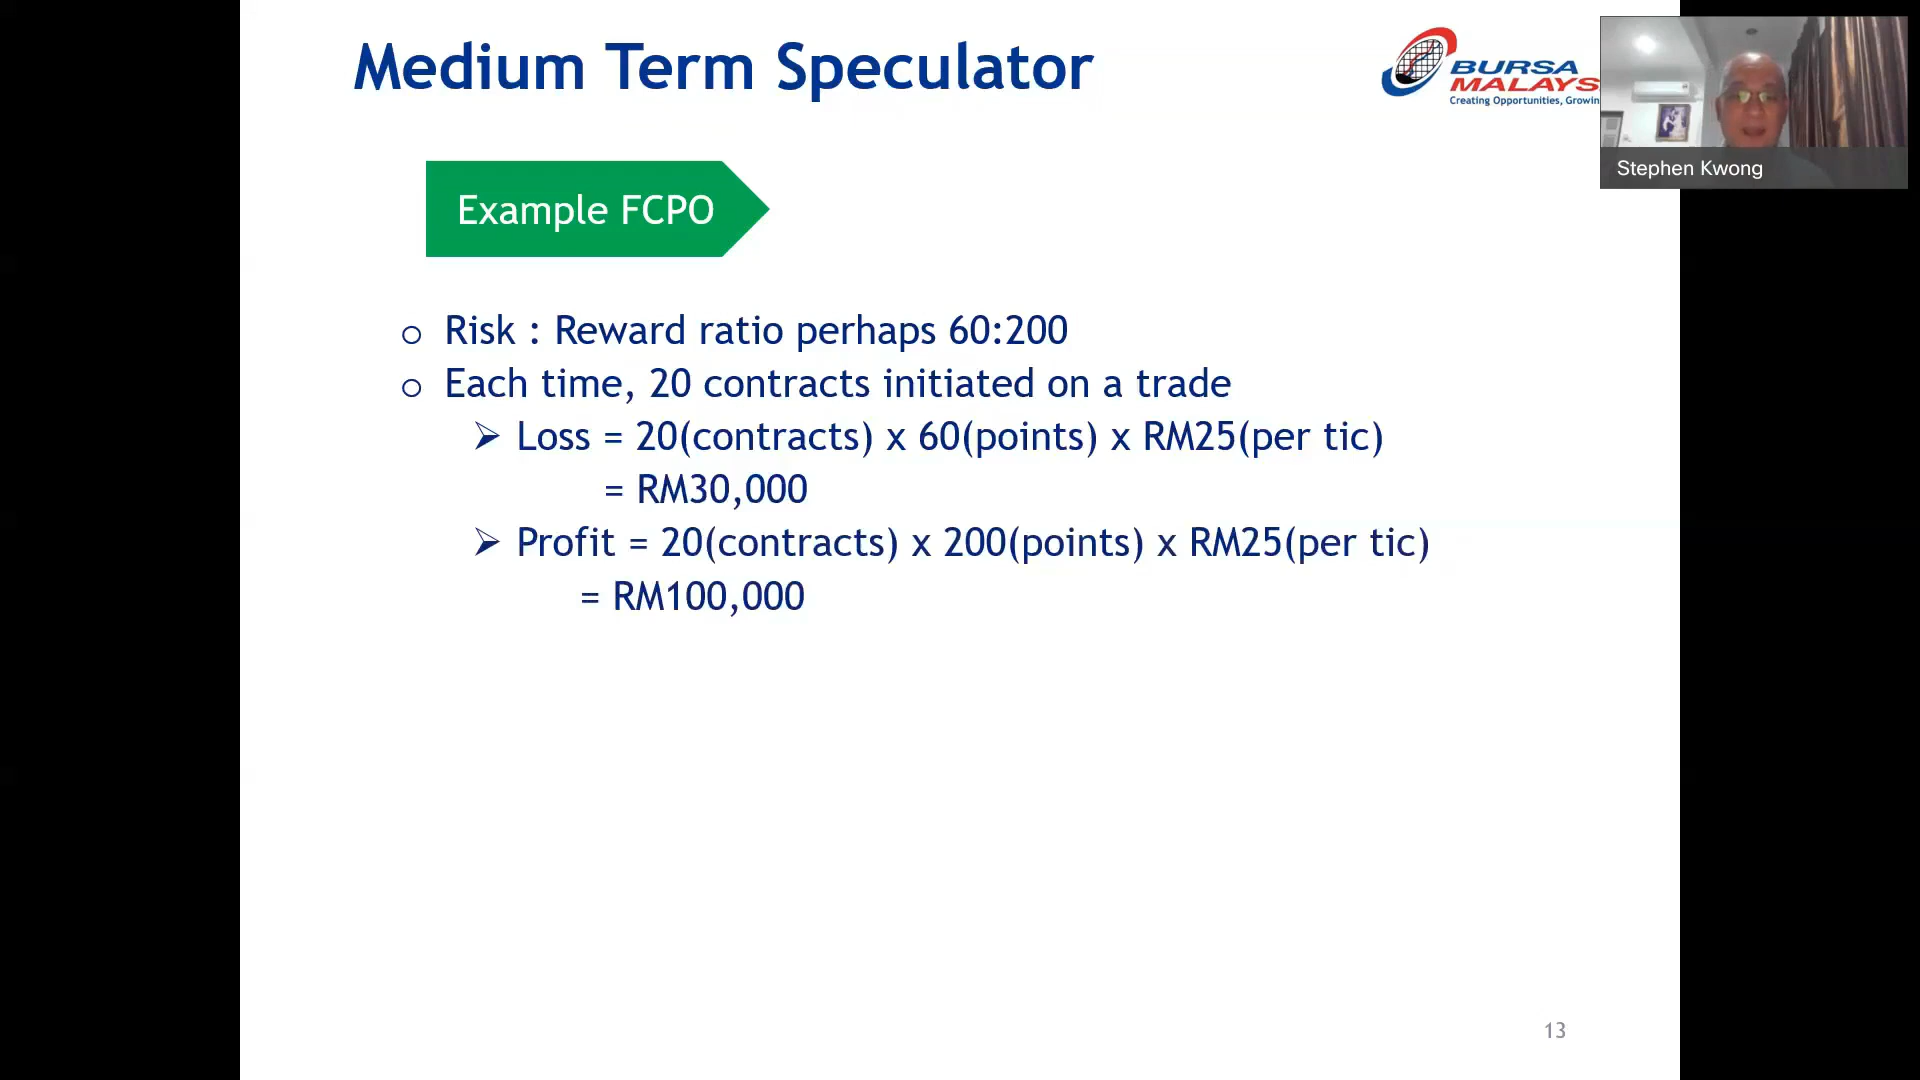 Medium Term Speculator
BURSA
MALAYS
Creating Opportunities, Growin
Stephen Kwong
Example FCPO
o Risk : Reward ratio perhaps 60:200
o Each time, 20 contracts initiated on a trade
➢ Loss = 20(contracts) x 60(points) x RM25(per tic)
= RM30,000
➢ Profit = 20(contracts) x 200(points) x RM25(per tic)
= RM100,000
13